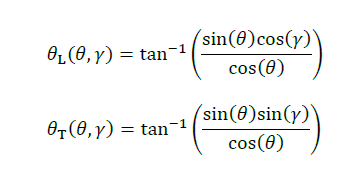 θ_L(θ,γ) = tan⁻¹(sin(θ)cos(γ)/cos(θ))
θ_T(θ,γ) = tan⁻¹(sin(θ)sin(γ)/cos(θ))